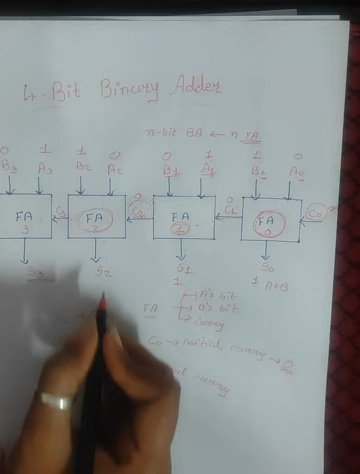 4-Bit Binary Adder
n-bit BA ← n FA
0 1 1 0 0 1 1 0
B3 A3 B2 A2 B1 A1 B0 A0
0 0
FA FA FA FA
3 2 1 0
C3 C2 C1 C0
S3 S2 S1 S0
1 1 A+B
A's bit
FA B's bit
Carry
C0 → initial carry → 0
carry